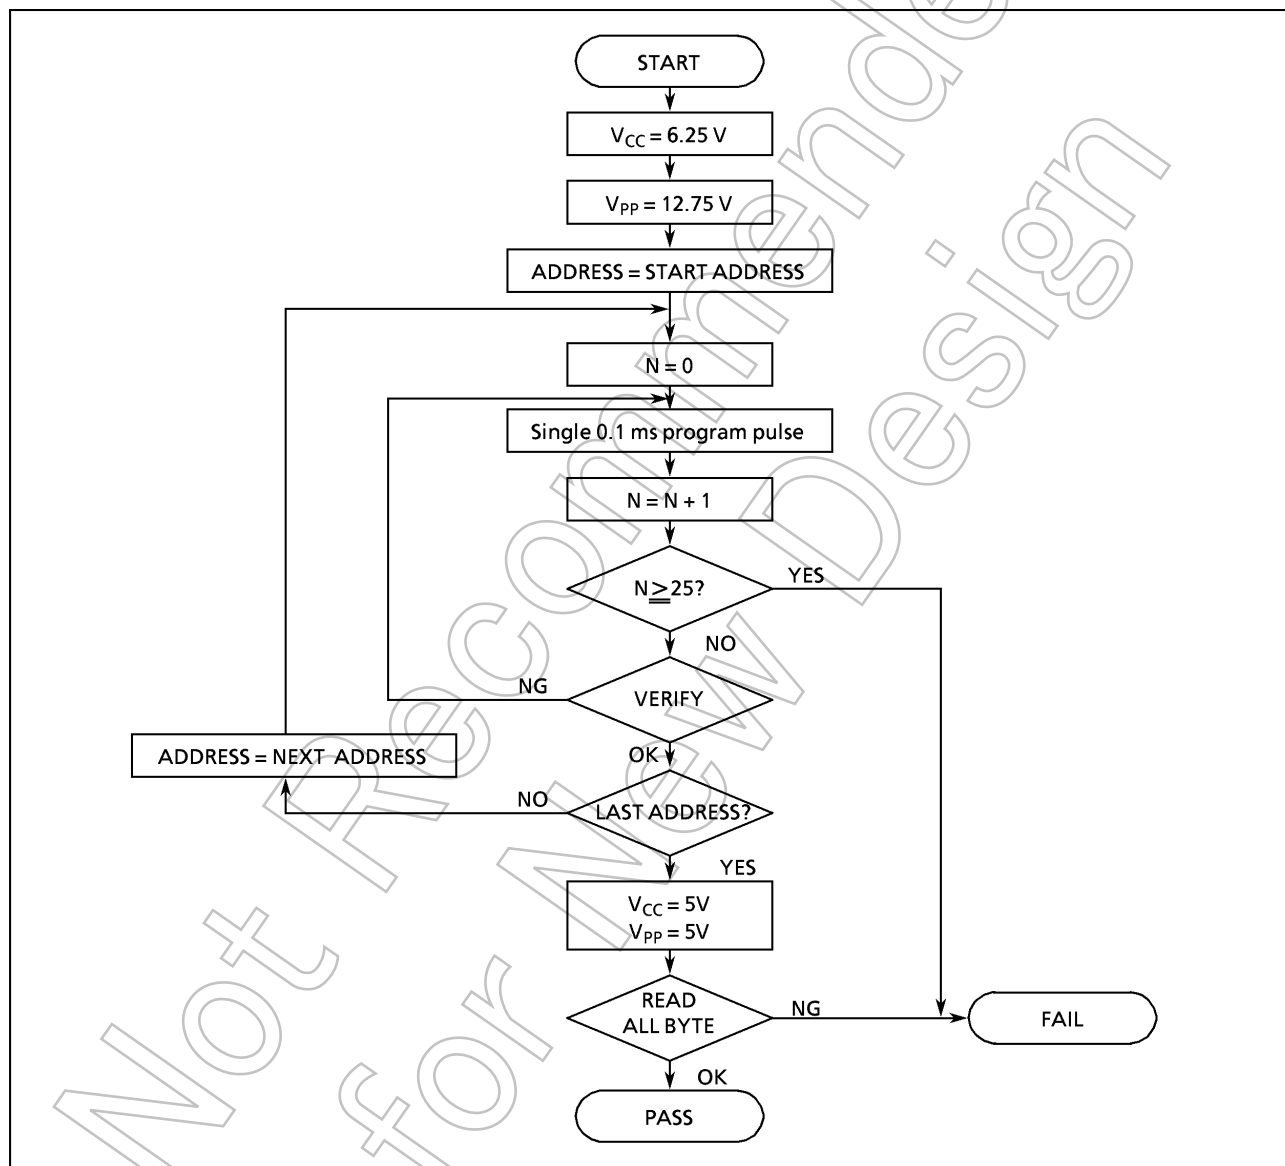 START
V_CC = 6.25 V
V_PP = 12.75 V
ADDRESS = START ADDRESS
N = 0
Single 0.1 ms program pulse
N = N + 1
N ≧ 25?
YES
NO
VERIFY
NG
OK
ADDRESS = NEXT ADDRESS
LAST ADDRESS?
NO
YES
V_CC = 5V
V_PP = 5V
READ
ALL BYTE
NG
FAIL
OK
PASS
Not Recommende
for New Design